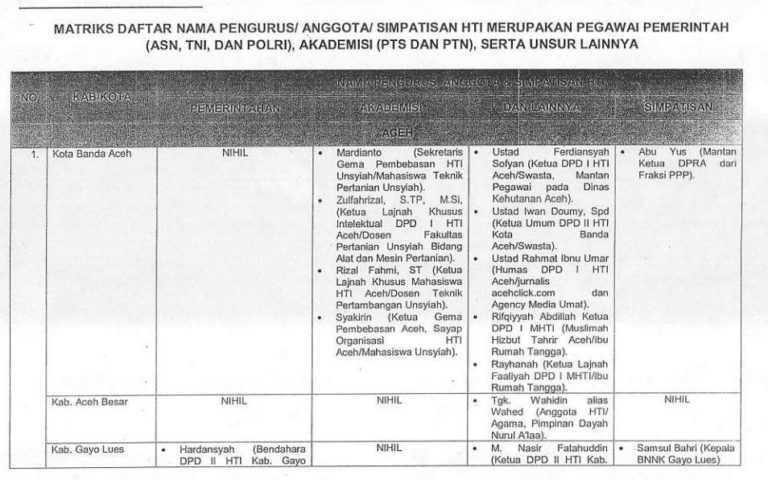 MATRIKS DAFTAR NAMA PENGURUS/ ANGGOTA/ SIMPATISAN HTI MERUPAKAN PEGAWAI PEMERINTAH
(ASN, TNI, DAN POLRI), AKADEMISI (PTS DAN PTN), SERTA UNSUR LAINNYA
NO KAB/KOTA NAMA PENGURUS, ANGGOTA & SIMPATISAN HTI
PEMERINTAHAN AKADEMISI DAN LAINNYA SIMPATISAN
ACEH
1. Kota Banda Aceh
NIHIL
• Mardianto (Sekretaris
Gema Pembebasan HTI
Unsyiah/Mahasiswa Teknik
Pertanian Unsyiah).
• Zulfahrizal, S.TP, M.Si,
(Ketua Lajnah Khusus
Intelektual DPD I HTI
Aceh/Dosen Fakultas
Pertanian Unsyiah Bidang
Alat dan Mesin Pertanian).
• Rizal Fahmi, ST (Ketua
Lajnah Khusus Mahasiswa
HTI Aceh/Dosen Teknik
Pertambangan Unsyiah).
• Syakirin (Ketua Gema
Pembebasan Aceh, Sayap
Organisasi HTI
Aceh/Mahasiswa Unsyiah).
• Ustad Ferdiansyah
Sofyan (Ketua DPD I HTI
Aceh/Swasta, Mantan
Pegawai pada Dinas
Kehutanan Aceh).
• Ustad Iwan Doumy, Spd
(Ketua Umum DPD II HTI
Kota Banda
Aceh/Swasta).
• Ustad Rahmat Ibnu Umar
(Humas DPD I HTI
Aceh/jurnalis
acehclick.com dan
Agency Media Umat).
• Rifqiyyah Abdillah Ketua
DPD I MHTI (Muslimah
Hizbut Tahrir Aceh/Ibu
Rumah Tangga).
• Rayhanah (Ketua Lajnah
Faaliyah DPD I MHTI/Ibu
Rumah Tangga).
• Abu Yus (Mantan
Ketua DPRA dari
Fraksi PPP).
Kab. Aceh Besar
NIHIL
NIHIL
• Tgk. Wahidin alias
Wahed (Anggota HTI/
Agama, Pimpinan Dayah
Nurul A'laa).
NIHIL
Kab. Gayo Lues
• Hardansyah (Bendahara
DPD II HTI Kab. Gayo
NIHIL
• M. Nasir Fatahuddin
(Ketua DPD II HTI Kab.
• Samsul Bahri (Kepala
BNNK Gayo Lues)